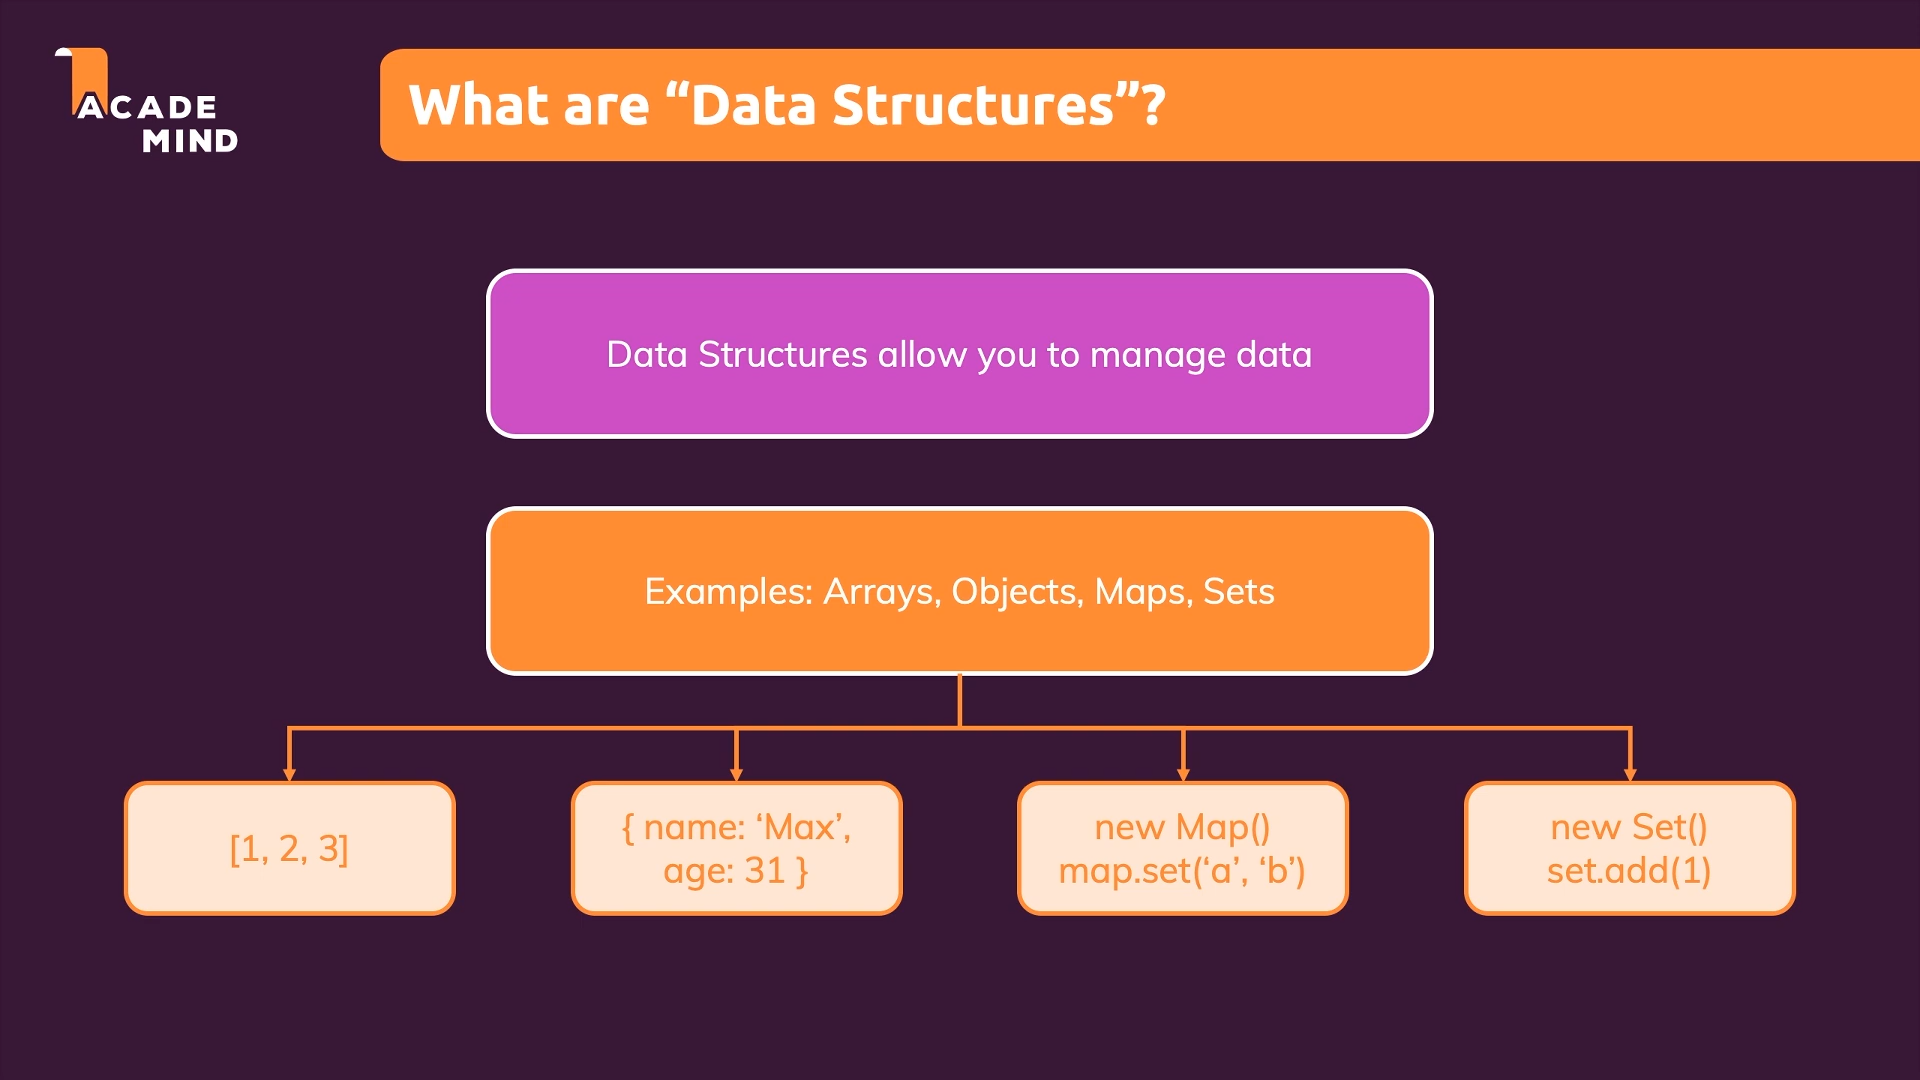 ACADE
MIND
What are “Data Structures”?
Data Structures allow you to manage data
Examples: Arrays, Objects, Maps, Sets
[1, 2, 3]
{ name: ‘Max’,
age: 31 }
new Map()
map.set(‘a’, ‘b’)
new Set()
set.add(1)